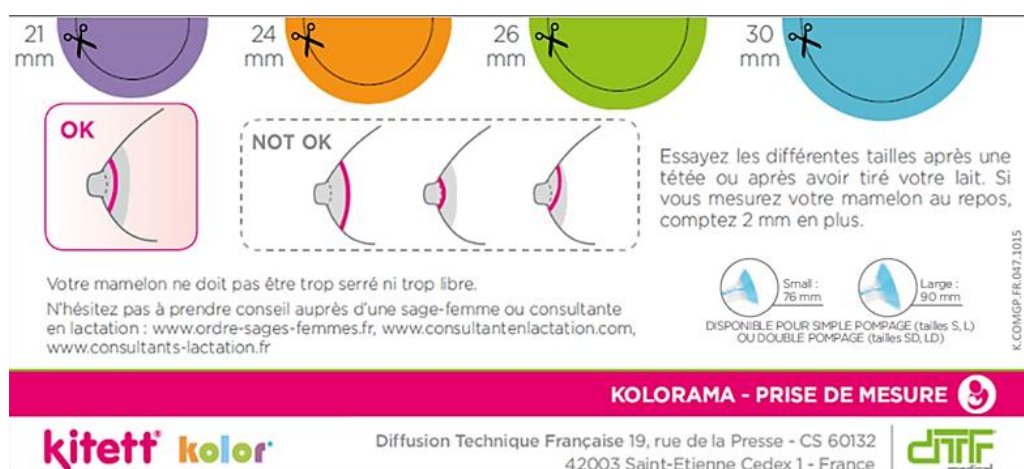 21 mm
24 mm
26 mm
30 mm
OK
NOT OK
Essayez les différentes tailles après une
tétée ou après avoir tiré votre lait. Si
vous mesurez votre mamelon au repos,
comptez 2 mm en plus.
Votre mamelon ne doit pas être trop serré ni trop libre.
N'hésitez pas à prendre conseil auprès d'une sage-femme ou consultante
en lactation : www.ordre-sages-femmes.fr, www.consultantenlactation.com,
www.consultants-lactation.fr
Small :
76 mm
Large :
90 mm
DISPONIBLE POUR SIMPLE POMPAGE (tailles S, L)
OU DOUBLE POMPAGE (tailles SD, LD)
K.COMGP.FR.047.1015
KOLORAMA - PRISE DE MESURE
kitett kolor
Diffusion Technique Française 19, rue de la Presse - CS 60132
42003 Saint-Etienne Cedex 1 - France
DTF